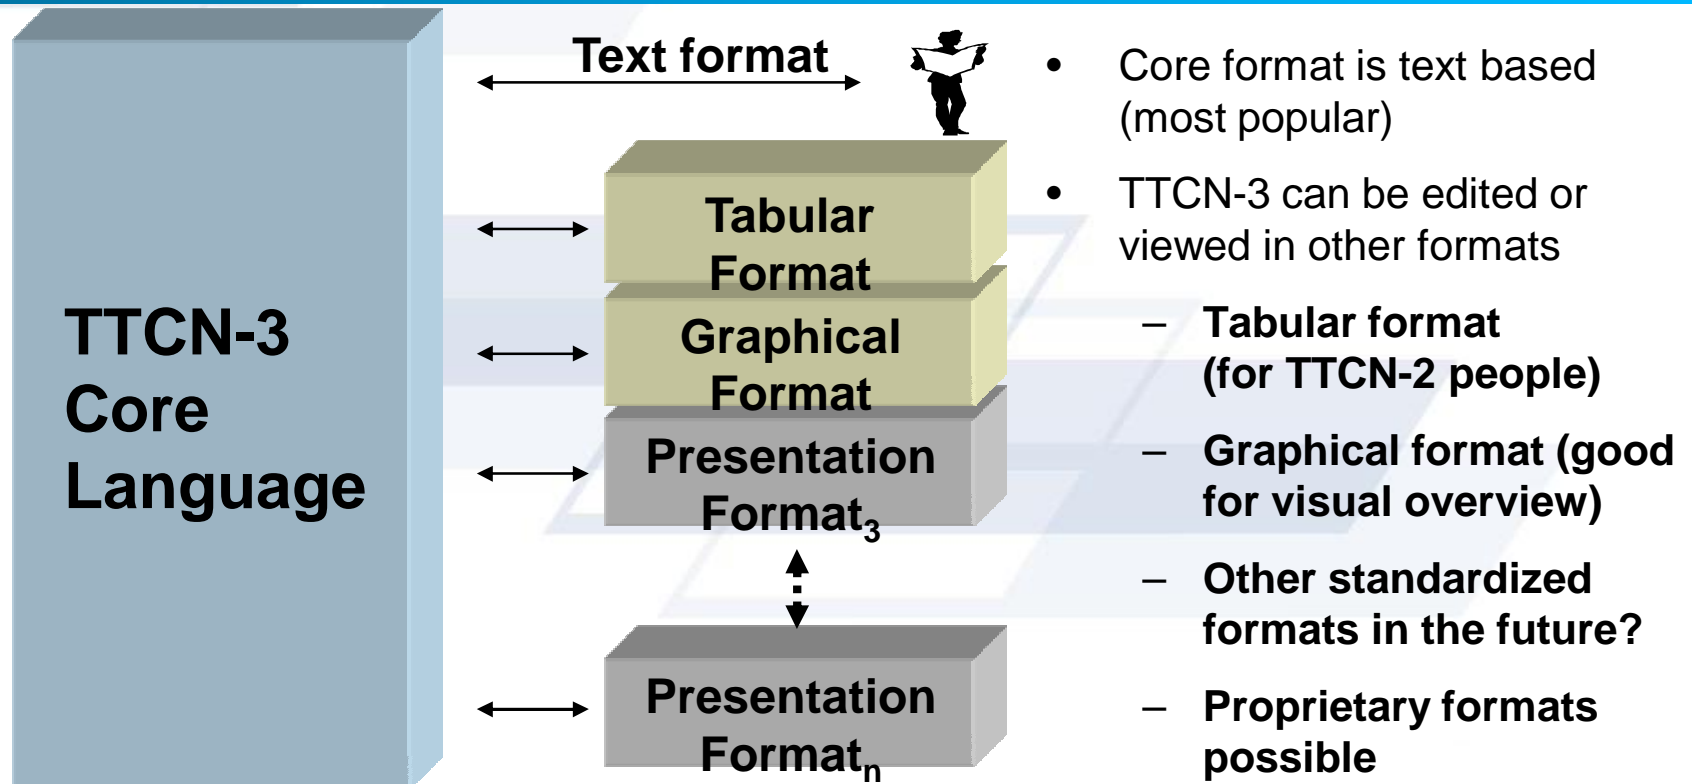 TTCN-3
Core
Language
Text format
Tabular
Format
Graphical
Format
Presentation
Format₃
Presentation
Formatₙ
• Core format is text based
(most popular)
• TTCN-3 can be edited or
viewed in other formats
– Tabular format
(for TTCN-2 people)
– Graphical format (good
for visual overview)
– Other standardized
formats in the future?
– Proprietary formats
possible